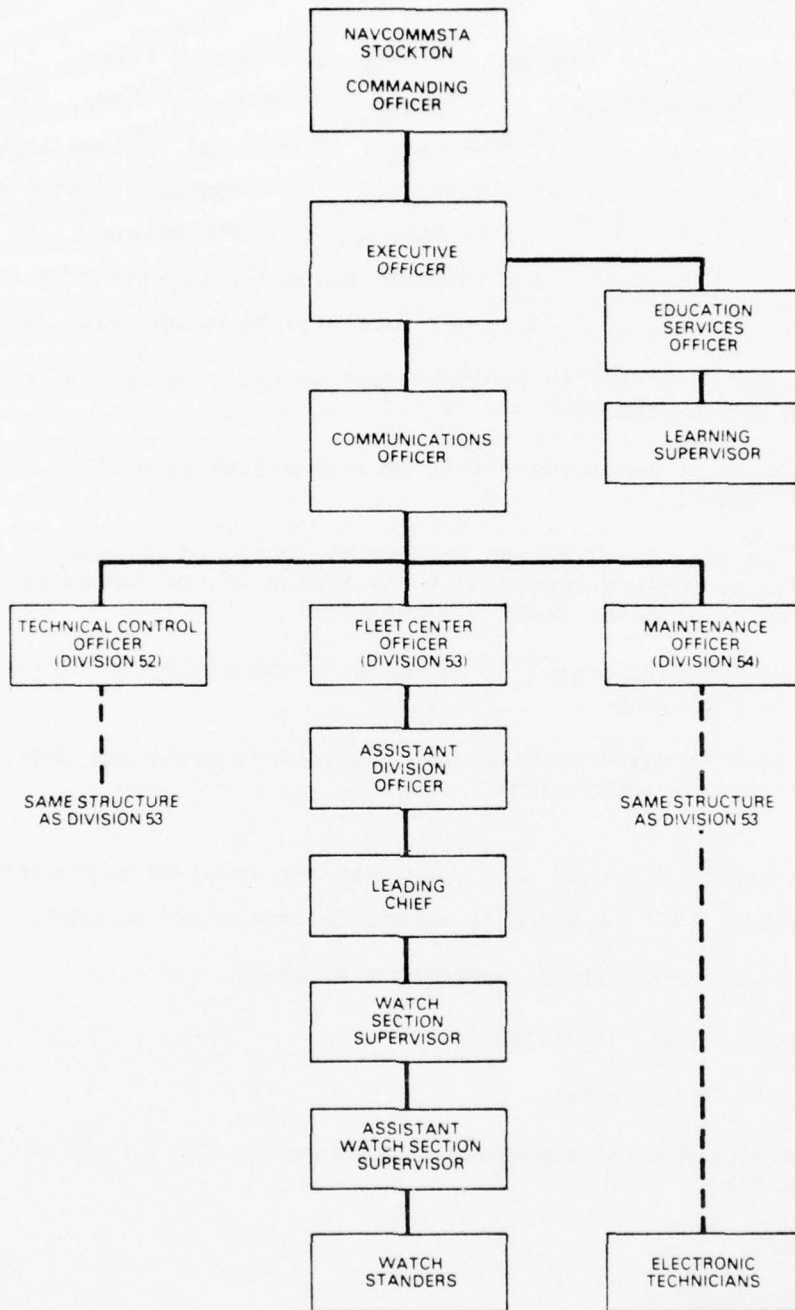 NAVCOMMSTA
STOCKTON
COMMANDING
OFFICER
EXECUTIVE
OFFICER
EDUCATION
SERVICES
OFFICER
LEARNING
SUPERVISOR
COMMUNICATIONS
OFFICER
TECHNICAL CONTROL
OFFICER
(DIVISION 52)
FLEET CENTER
OFFICER
(DIVISION 53)
MAINTENANCE
OFFICER
(DIVISION 54)
ASSISTANT
DIVISION
OFFICER
SAME STRUCTURE
AS DIVISION 53
SAME STRUCTURE
AS DIVISION 53
LEADING
CHIEF
WATCH
SECTION
SUPERVISOR
ASSISTANT
WATCH SECTION
SUPERVISOR
WATCH
STANDERS
ELECTRONIC
TECHNICIANS